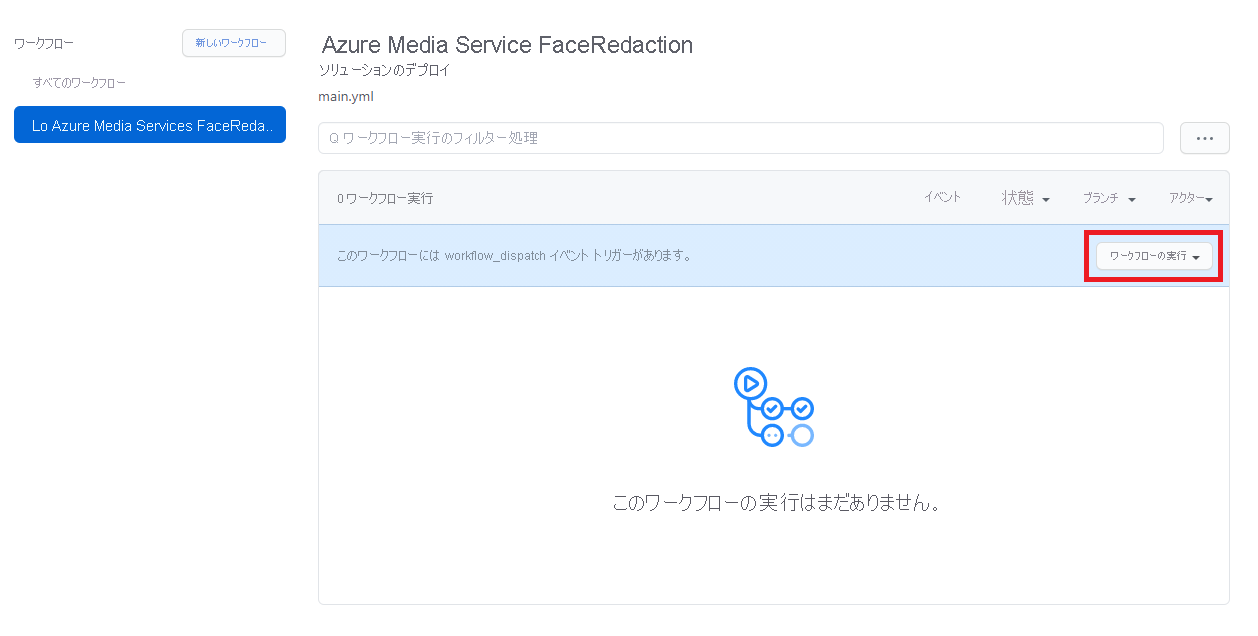 ワークフロー
新しいワークフロー
すべてのワークフロー
Lo Azure Media Services FaceReda..
Azure Media Service FaceRedaction
ソリューションのデプロイ
main.yml
Q ワークフロー実行のフィルター処理
...
0 ワークフロー実行
イベント
状態
ブランチ
アクター
このワークフローには workflow_dispatch イベント トリガーがあります。
ワークフローの実行
このワークフローの実行はまだありません。